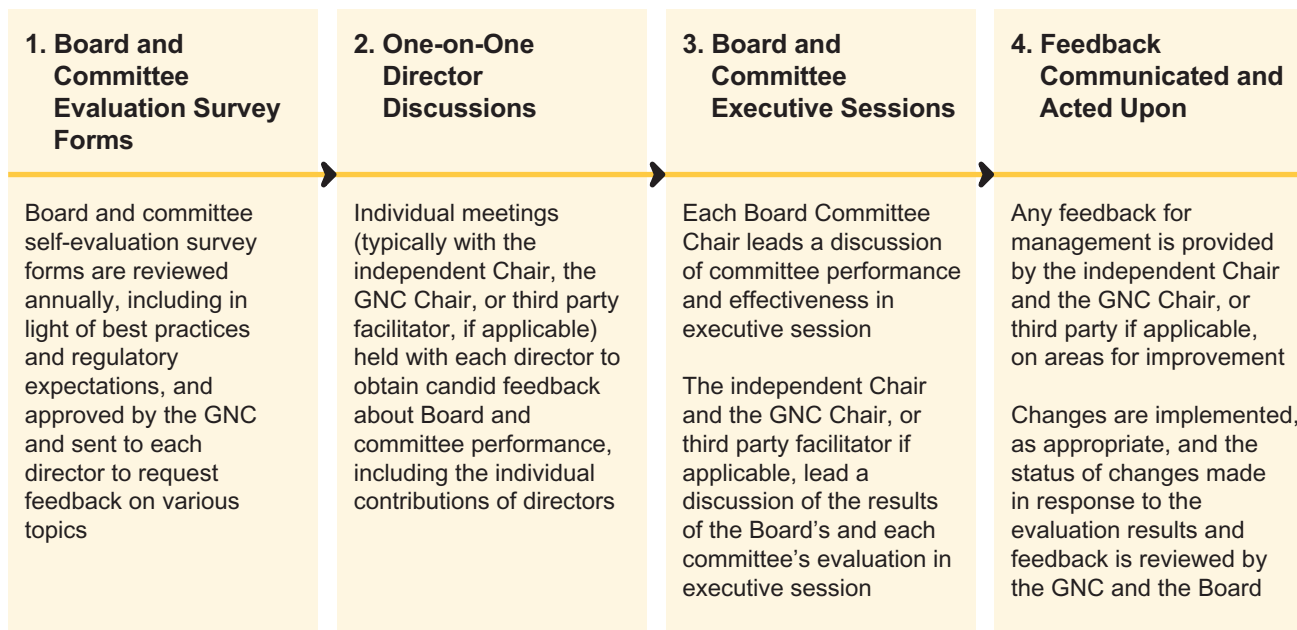 1. Board and
Committee
Evaluation Survey
Forms
Board and committee
self-evaluation survey
forms are reviewed
annually, including in
light of best practices
and regulatory
expectations, and
approved by the GNC
and sent to each
director to request
feedback on various
topics
2. One-on-One
Director
Discussions
Individual meetings
(typically with the
independent Chair, the
GNC Chair, or third party
facilitator, if applicable)
held with each director to
obtain candid feedback
about Board and
committee performance,
including the individual
contributions of directors
3. Board and
Committee
Executive Sessions
Each Board Committee
Chair leads a discussion
of committee performance
and effectiveness in
executive session
The independent Chair
and the GNC Chair, or
third party facilitator if
applicable, lead a
discussion of the results
of the Board’s and each
committee’s evaluation in
executive session
4. Feedback
Communicated and
Acted Upon
Any feedback for
management is provided
by the independent Chair
and the GNC Chair, or
third party if applicable,
on areas for improvement
Changes are implemented,
as appropriate, and the
status of changes made
in response to the
evaluation results and
feedback is reviewed by
the GNC and the Board